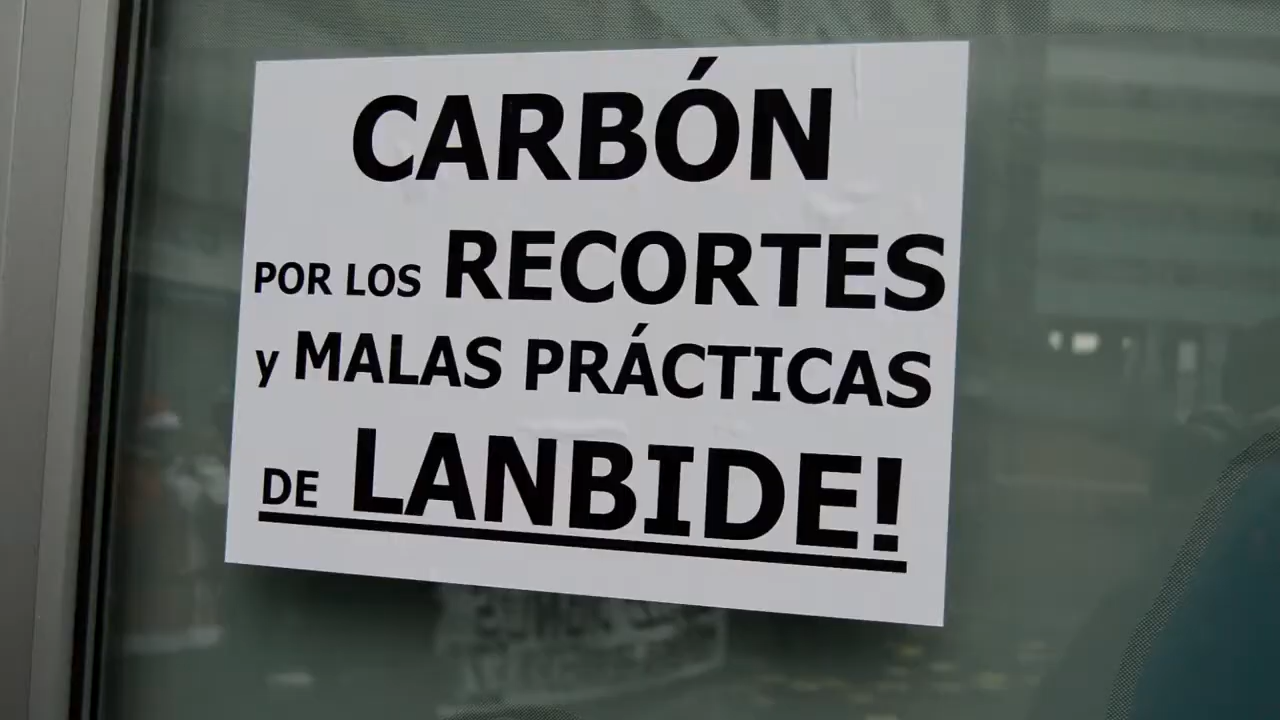 CARBÓN
POR LOS RECORTES
y MALAS PRÁCTICAS
DE LANBIDE!